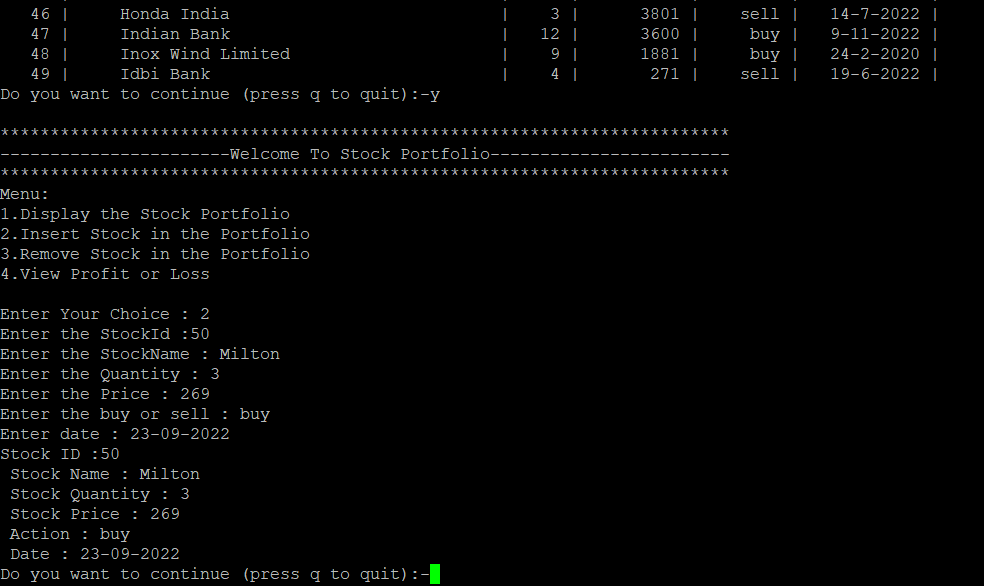 46 | Honda India | 3 | 3801 | sell | 14-7-2022 |
47 | Indian Bank | 12 | 3600 | buy | 9-11-2022 |
48 | Inox Wind Limited | 9 | 1881 | buy | 24-2-2020 |
49 | Idbi Bank | 4 | 271 | sell | 19-6-2022 |
Do you want to continue (press q to quit):-y
*************************************************************************
-----------------------Welcome To Stock Portfolio------------------------
*************************************************************************
Menu:
1.Display the Stock Portfolio
2.Insert Stock in the Portfolio
3.Remove Stock in the Portfolio
4.View Profit or Loss
Enter Your Choice : 2
Enter the StockId :50
Enter the StockName : Milton
Enter the Quantity : 3
Enter the Price : 269
Enter the buy or sell : buy
Enter date : 23-09-2022
Stock ID :50
Stock Name : Milton
Stock Quantity : 3
Stock Price : 269
Action : buy
Date : 23-09-2022
Do you want to continue (press q to quit):-